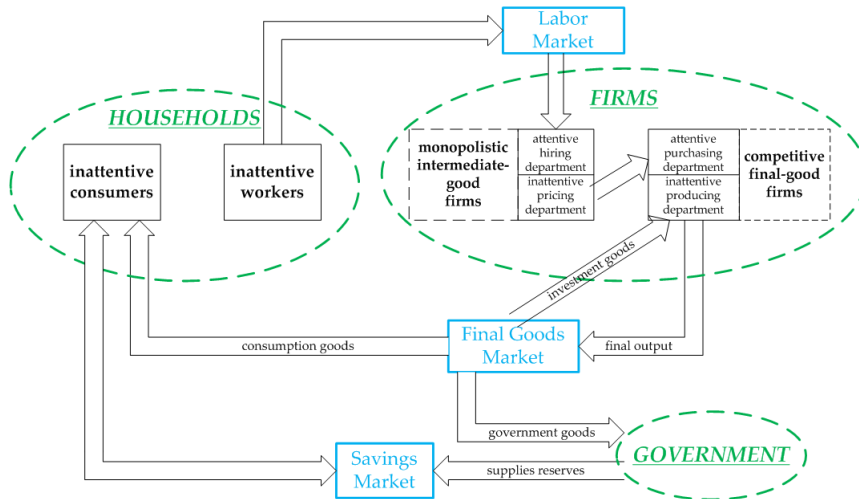 Labor
Market
HOUSEHOLDS
FIRMS
inattentive
consumers
inattentive
workers
monopolistic
intermediate-
good
firms
attentive
hiring
department
inattentive
pricing
department
attentive
purchasing
department
inattentive
producing
department
competitive
final-good
firms
investment goods
consumption goods
Final Goods
Market
final output
government goods
GOVERNMENT
Savings
Market
supplies reserves